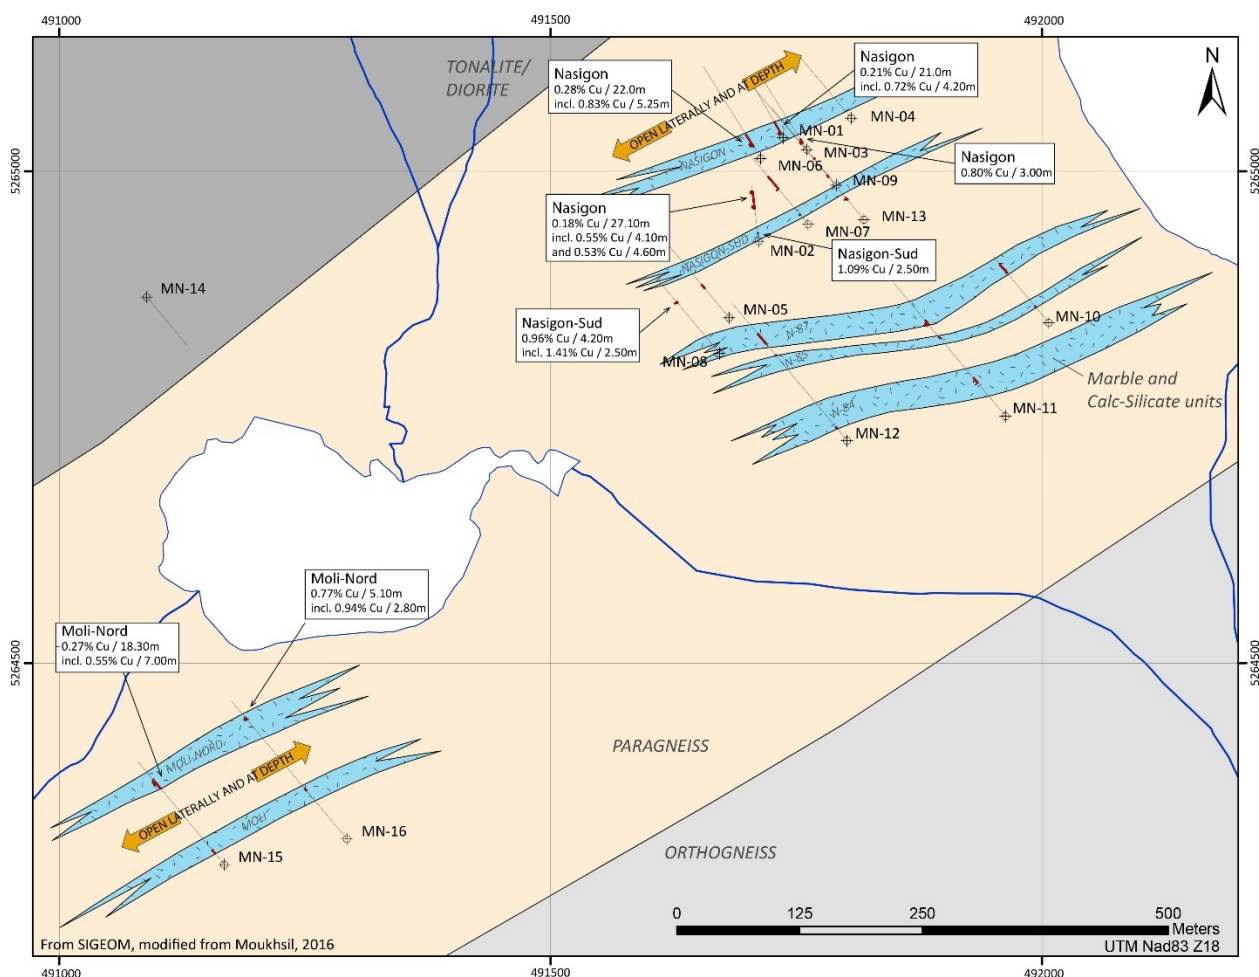 491000
491500
492000
TONALITE/
DIORITE
Nasigon
0.28% Cu / 22.0m
incl. 0.83% Cu / 5.25m
OPEN LATERALLY AND AT DEPTH
Nasigon
0.21% Cu / 21.0m
incl. 0.72% Cu / 4.20m
N
MN-04
MN-01
MN-03
MN-06
NASIGON
5265000
5265000
Nasigon
0.80% Cu / 3.00m
MN-09
MN-13
MN-07
Nasigon
0.18% Cu / 27.10m
incl. 0.55% Cu / 4.10m
and 0.53% Cu / 4.60m
NASIGON-SUD
MN-02
Nasigon-Sud
1.09% Cu / 2.50m
MN-14
MN-05
MN-10
Nasigon-Sud
0.96% Cu / 4.20m
incl. 1.41% Cu / 2.50m
N-87
MN-08
N-85
Marble and
Calc-Silicate units
N-84
MN-11
MN-12
Moli-Nord
0.77% Cu / 5.10m
incl. 0.94% Cu / 2.80m
Moli-Nord
0.27% Cu / 18.30m
incl. 0.55% Cu / 7.00m
5264500
5264500
MOLI-NORD
PARAGNEISS
OPEN LATERALLY AND AT DEPTH
MOLI
MN-16
MN-15
ORTHOGNEISS
0 125 250 500
Meters
UTM Nad83 Z18
From SIGEOM, modified from Moukhsil, 2016
491000
491500
492000